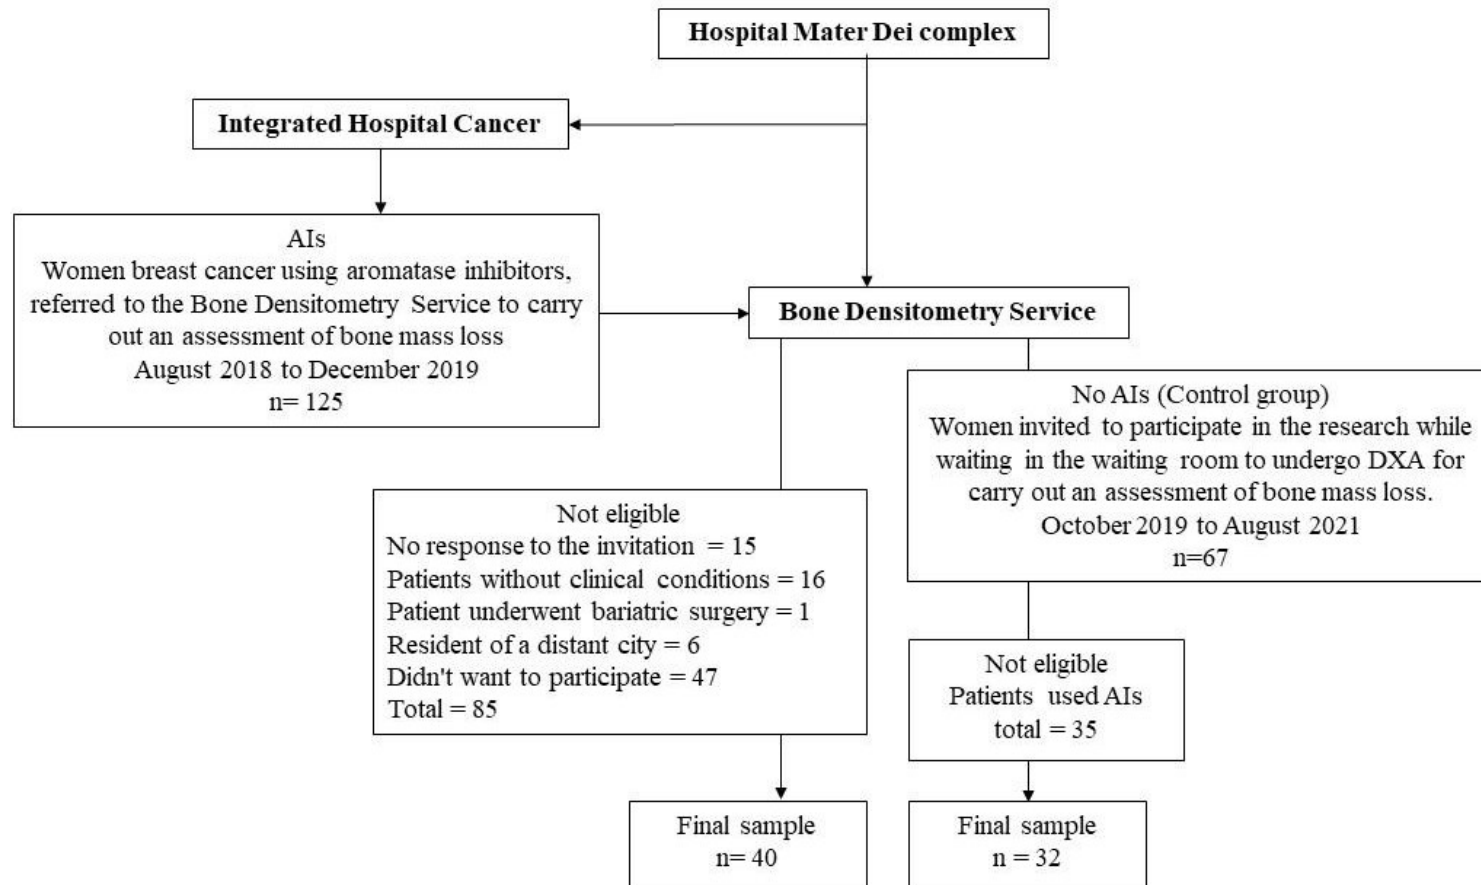 Hospital Mater Dei complex
Integrated Hospital Cancer
AIs
Women breast cancer using aromatase inhibitors,
referred to the Bone Densitometry Service to carry
out an assessment of bone mass loss
August 2018 to December 2019
n= 125
Bone Densitometry Service
No AIs (Control group)
Women invited to participate in the research while
waiting in the waiting room to undergo DXA for
carry out an assessment of bone mass loss.
October 2019 to August 2021
n=67
Not eligible
No response to the invitation = 15
Patients without clinical conditions = 16
Patient underwent bariatric surgery = 1
Resident of a distant city = 6
Didn't want to participate = 47
Total = 85
Not eligible
Patients used AIs
total = 35
Final sample
n= 40
Final sample
n = 32